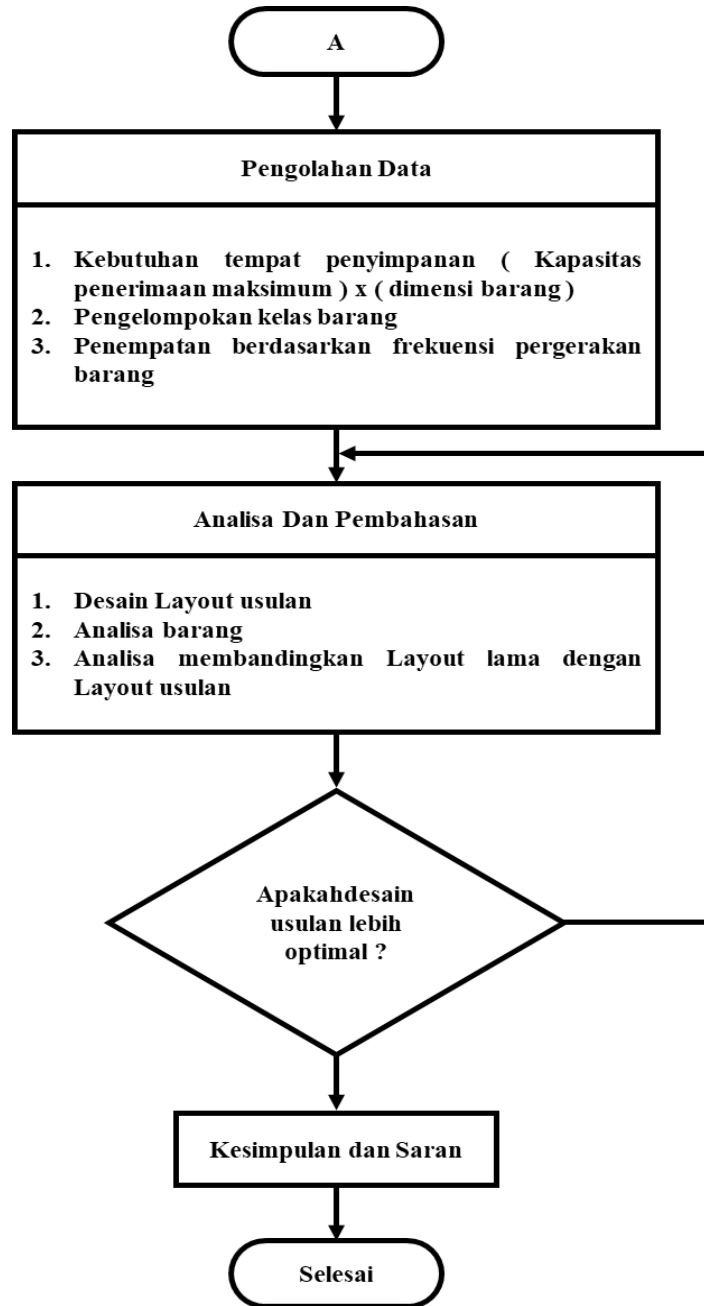 A
Pengolahan Data
1. Kebutuhan tempat penyimpanan ( Kapasitas
penerimaan maksimum ) x ( dimensi barang )
2. Pengelompokan kelas barang
3. Penempatan berdasarkan frekuensi pergerakan
barang
Analisa Dan Pembahasan
1. Desain Layout usulan
2. Analisa barang
3. Analisa membandingkan Layout lama dengan
Layout usulan
Apakahdesain
usulan lebih
optimal ?
Kesimpulan dan Saran
Selesai